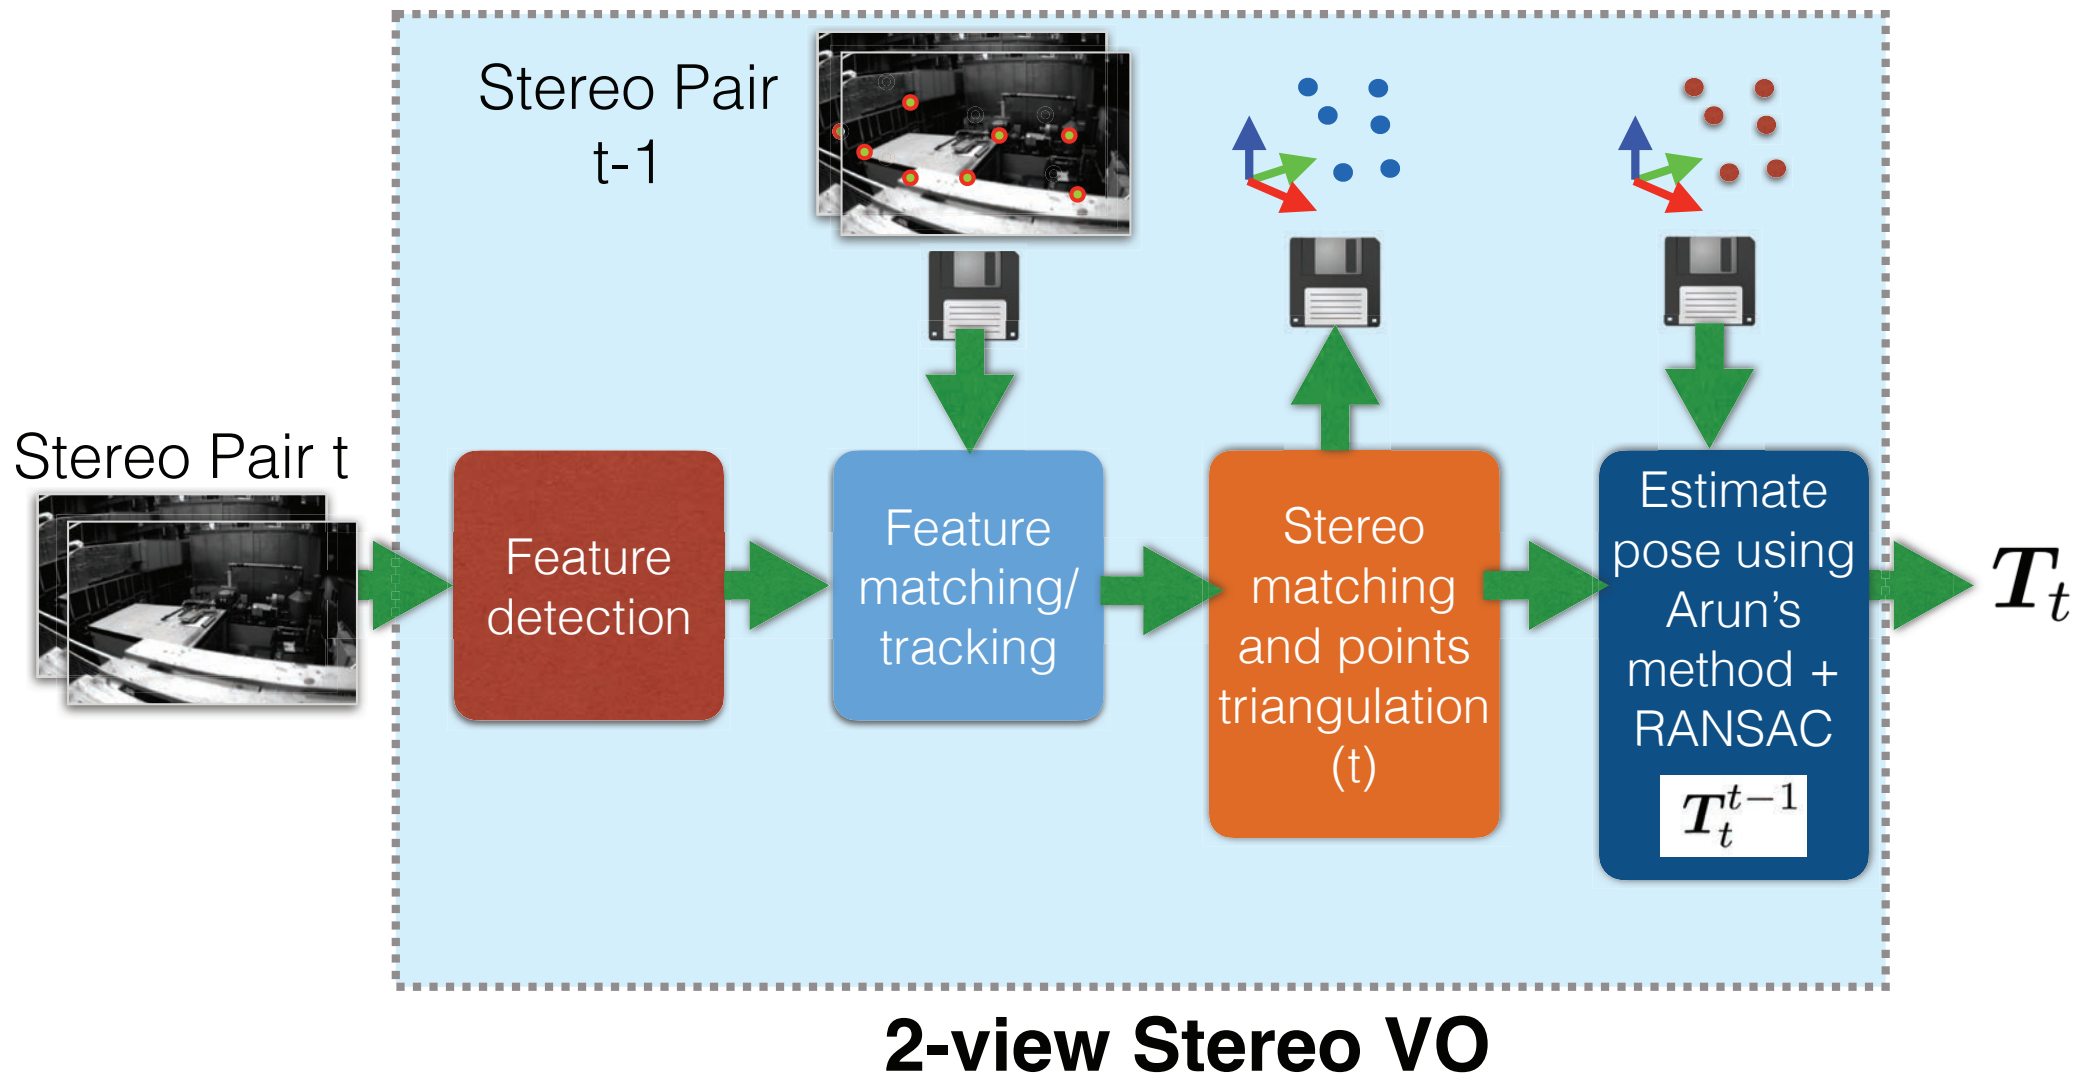 Stereo Pair
t-1
Stereo Pair t
Feature
detection
Feature
matching/
tracking
Stereo
matching
and points
triangulation
(t)
Estimate
pose using
Arun's
method +
RANSAC
T_t^{t-1}
T_t
2-view Stereo VO